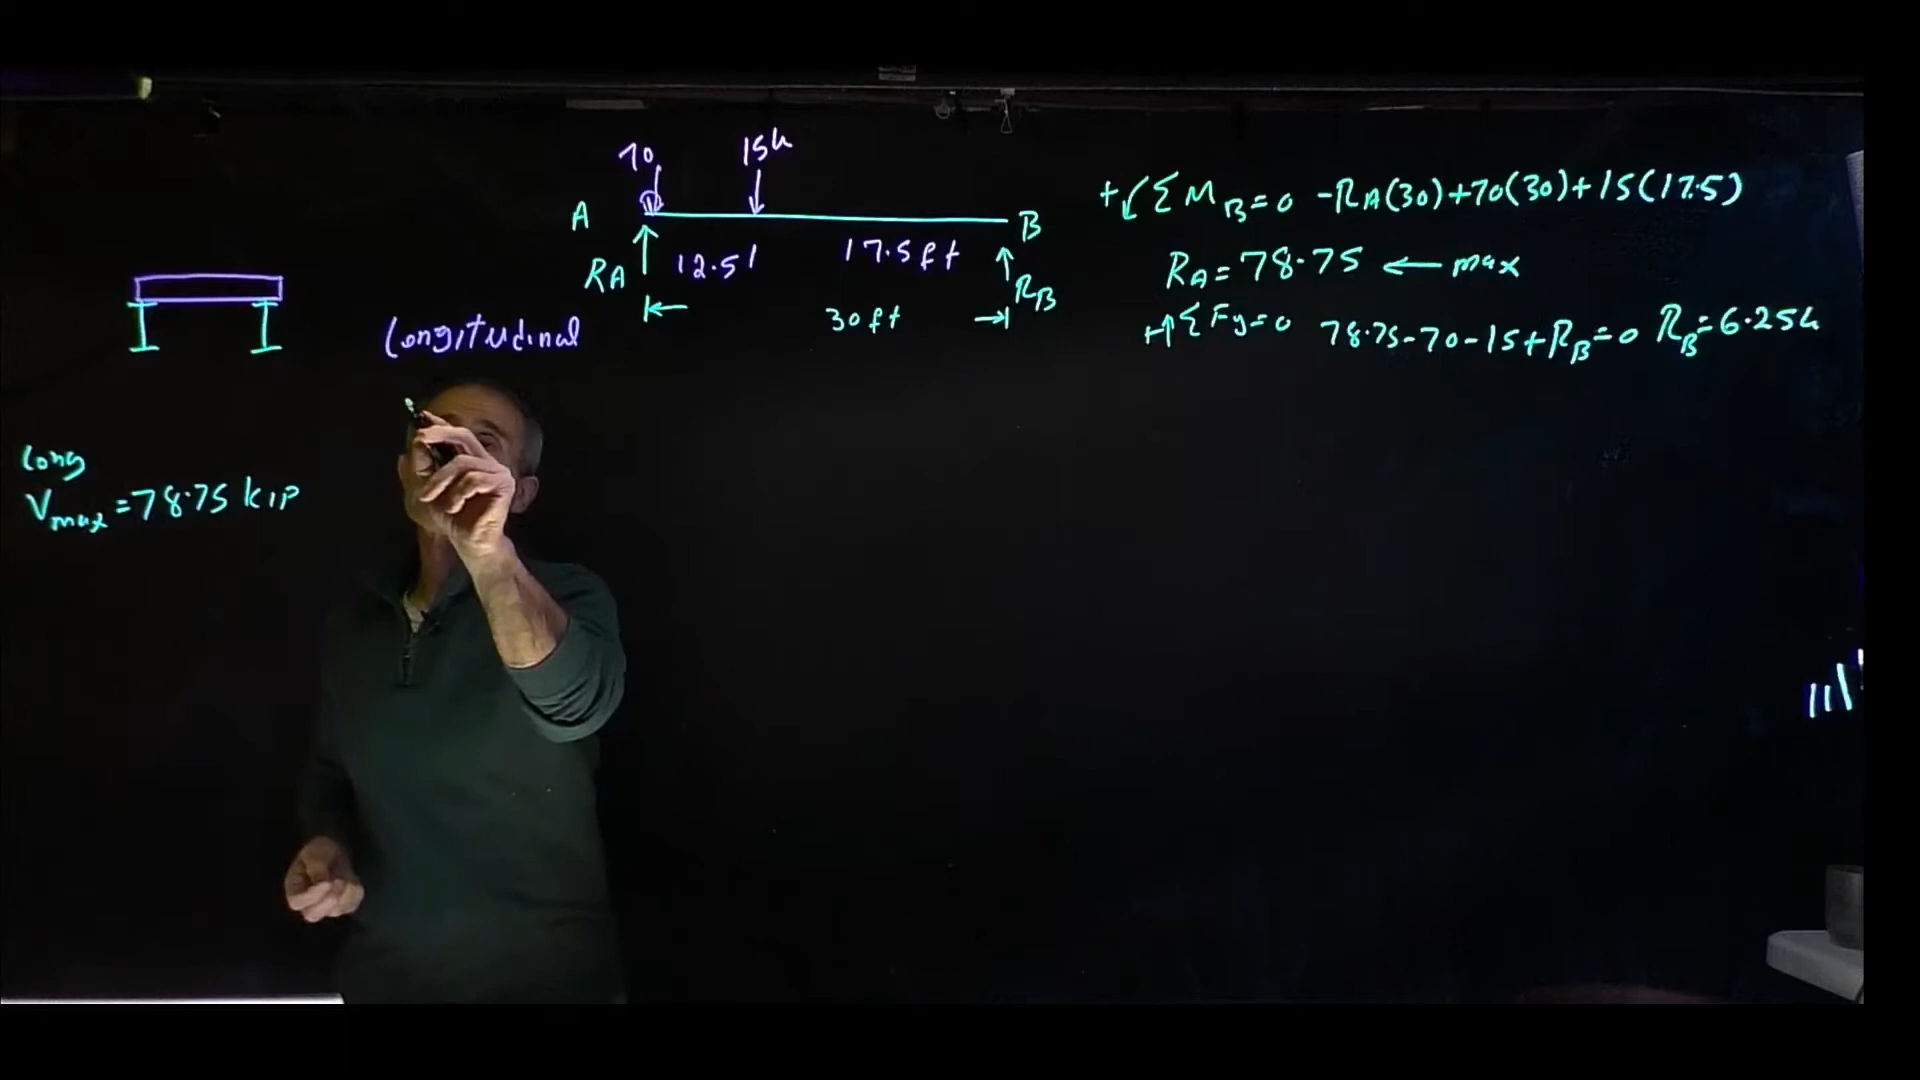 70 15k
A B
RA 12.5' 17.5ft RB
30ft
Longitudinal
+ ΣMB=0 -RA(30)+70(30)+15(17.5)
RA=78.75 ← max
+↑ΣFy=0 78.75-70-15+RB=0 RB=6.25k
Long
Vmax=78.75 kip